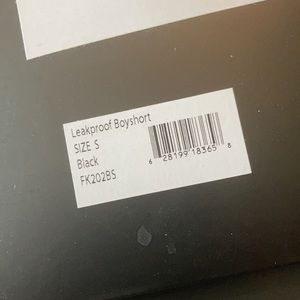 Leakproof Boyshort
SIZE S
Black
FK202BS
6 28199 18365 8